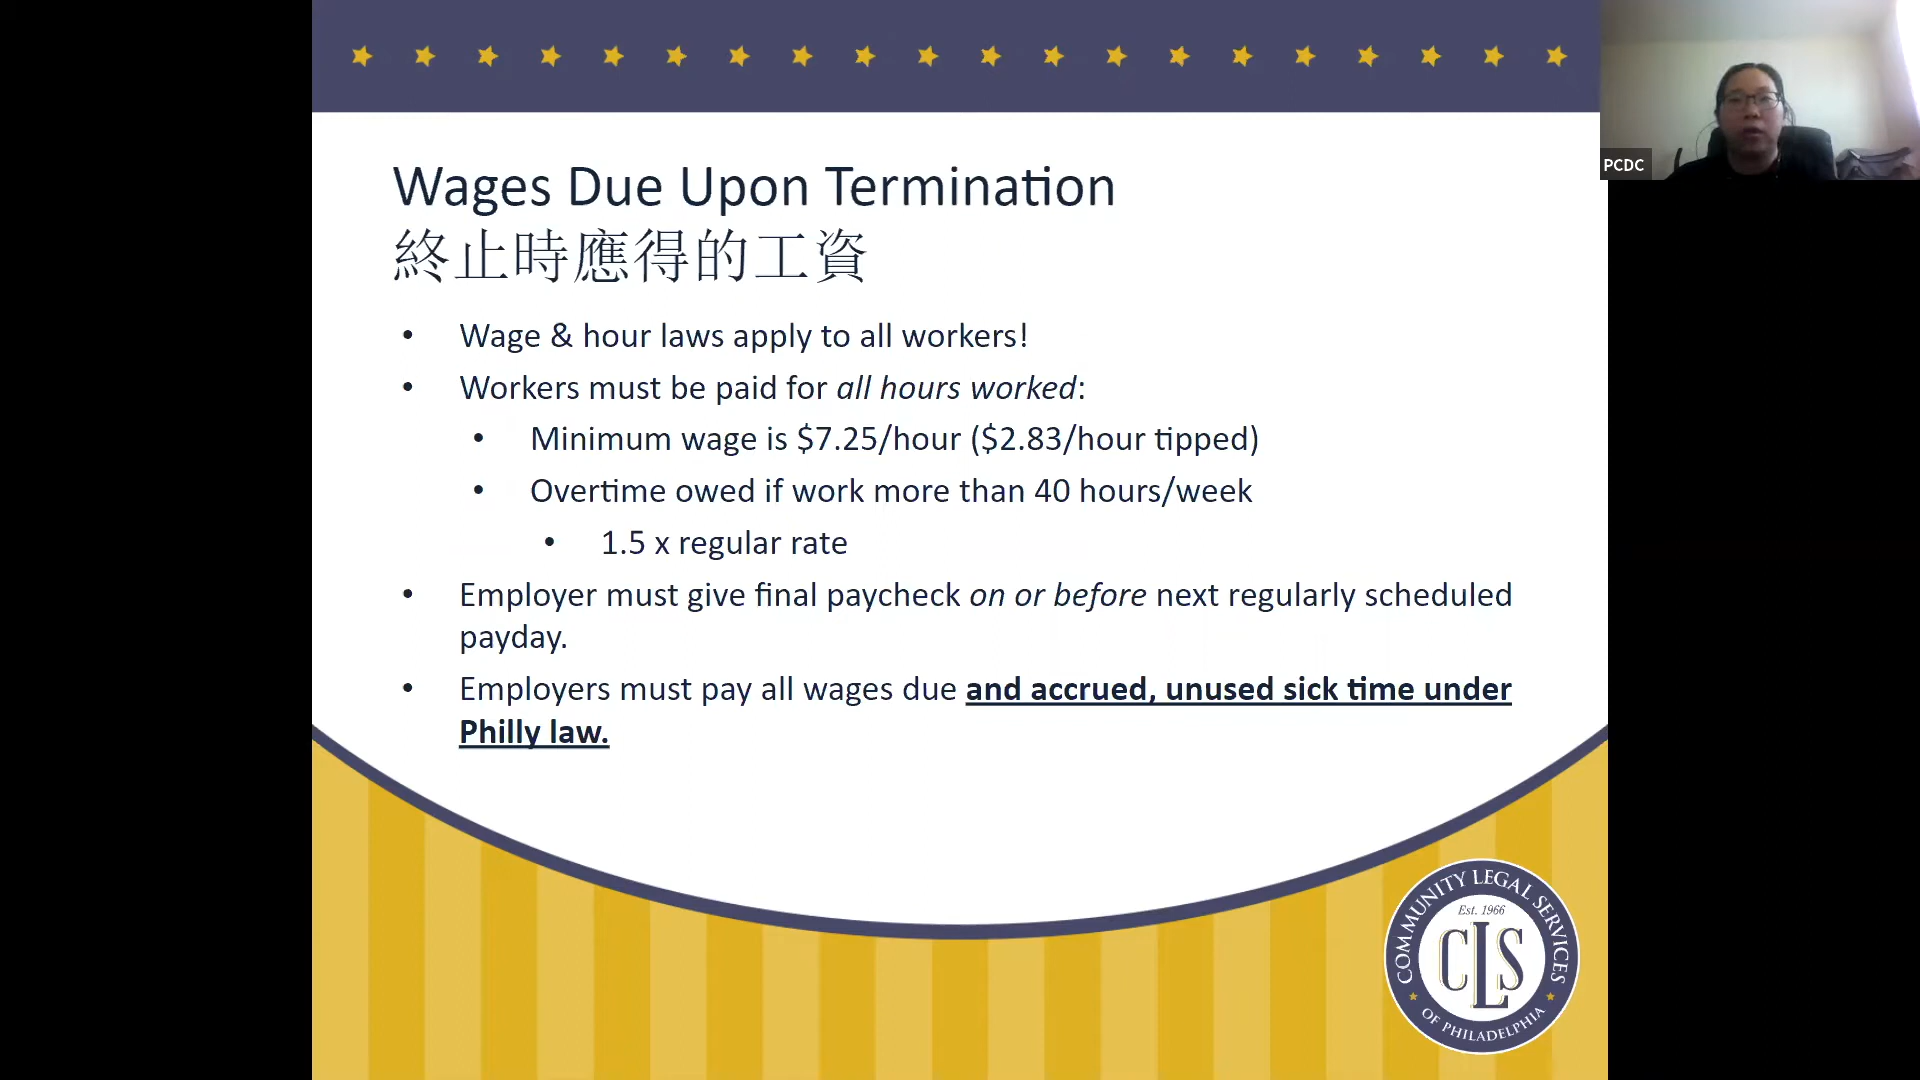 PCDC
Wages Due Upon Termination
終止時應得的工資
• Wage & hour laws apply to all workers!
• Workers must be paid for all hours worked:
• Minimum wage is $7.25/hour ($2.83/hour tipped)
• Overtime owed if work more than 40 hours/week
• 1.5 x regular rate
• Employer must give final paycheck on or before next regularly scheduled
payday.
• Employers must pay all wages due and accrued, unused sick time under
Philly law.
COMMUNITY LEGAL SERVICES
Est. 1966
CLS
OF PHILADELPHIA